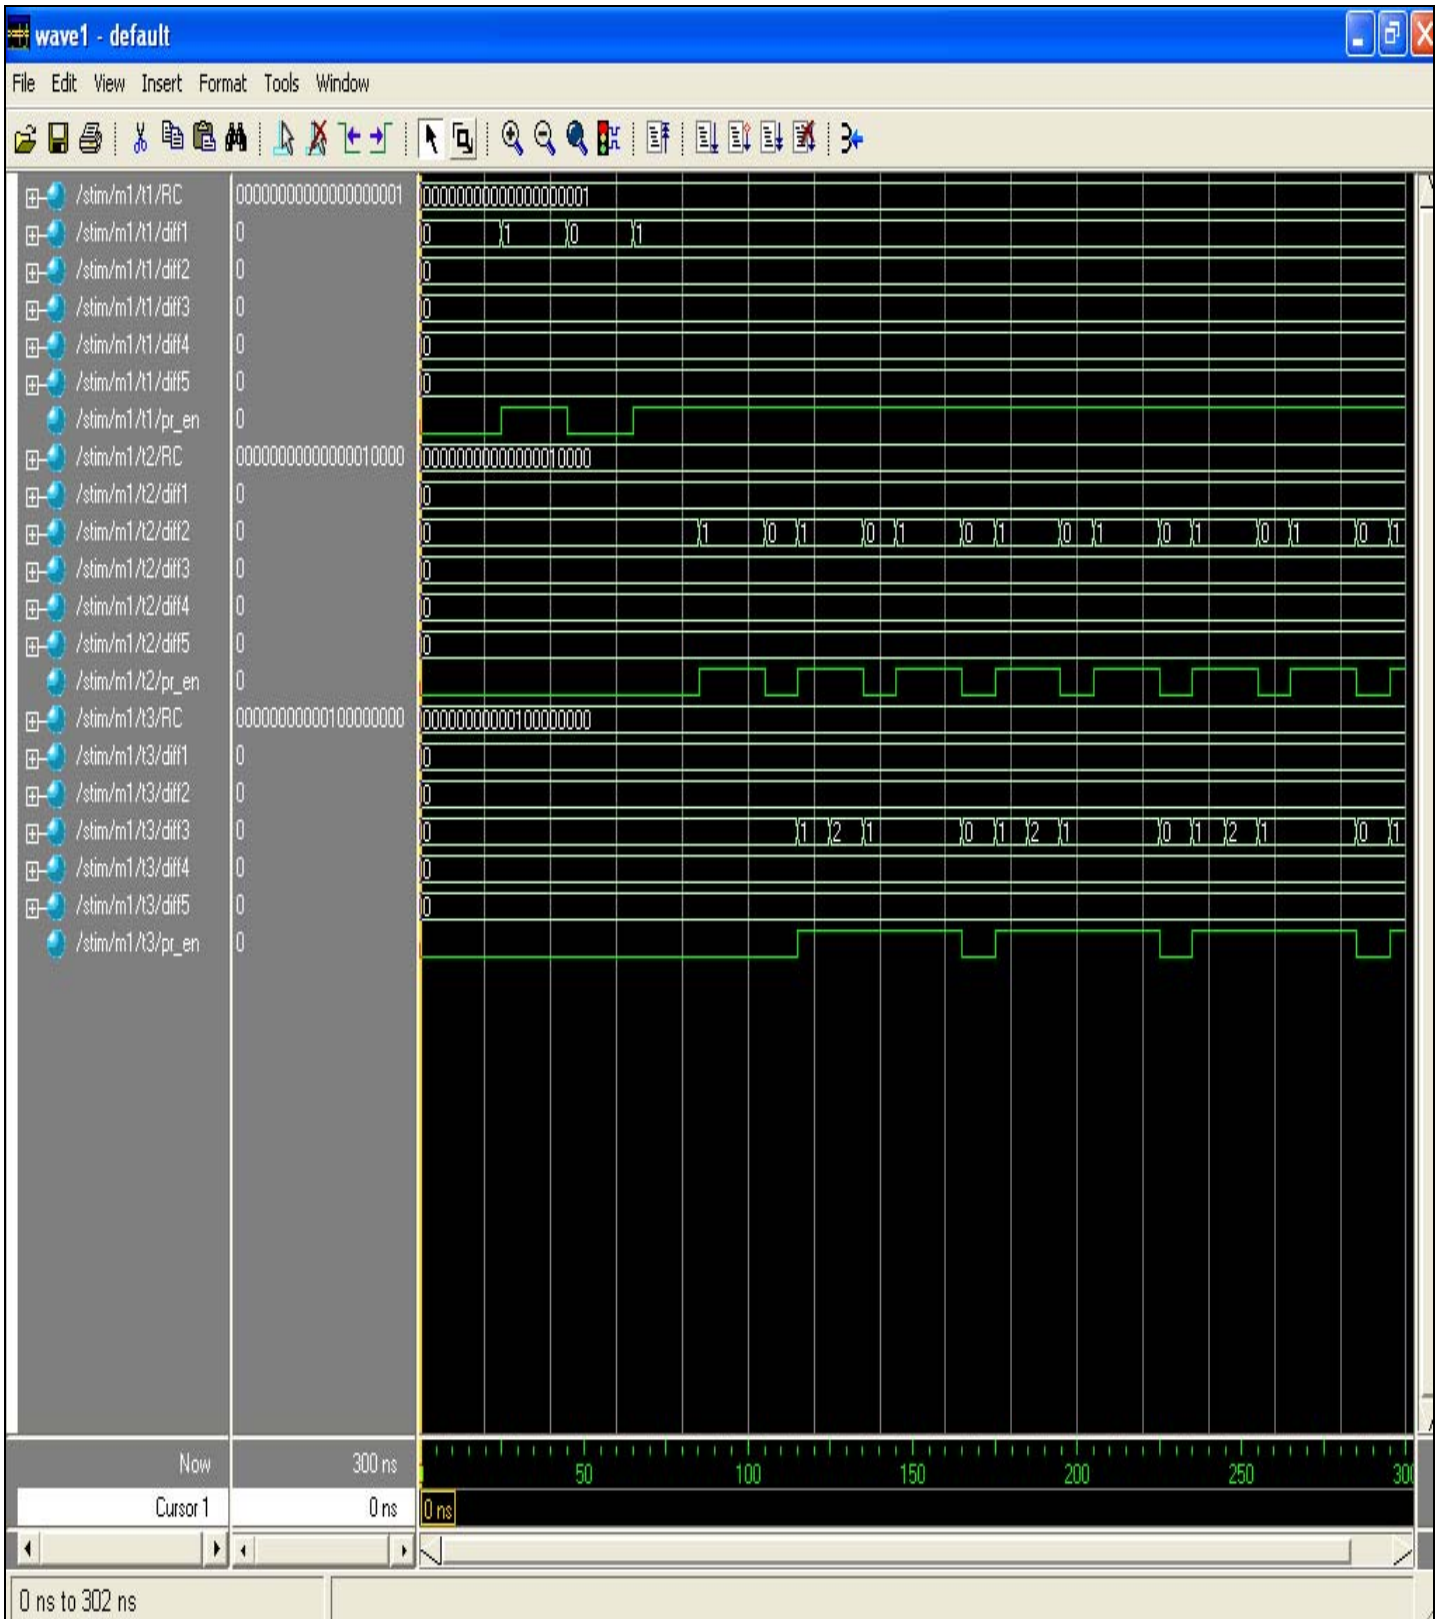 wave1 - default
File Edit View Insert Format Tools Window
/stim/m1/t1/RC 00000000000000000001 00000000000000000001
/stim/m1/t1/diff1 0 0 1 0 1
/stim/m1/t1/diff2 0 0
/stim/m1/t1/diff3 0 0
/stim/m1/t1/diff4 0 0
/stim/m1/t1/diff5 0 0
/stim/m1/t1/pr_en 0
/stim/m1/t2/RC 00000000000000010000 00000000000000010000
/stim/m1/t2/diff1 0 0
/stim/m1/t2/diff2 0 0 1 0 1 0 1 0 1 0 1 0 1 0 1 0 1
/stim/m1/t2/diff3 0 0
/stim/m1/t2/diff4 0 0
/stim/m1/t2/diff5 0 0
/stim/m1/t2/pr_en 0
/stim/m1/t3/RC 00000000000100000000 00000000000100000000
/stim/m1/t3/diff1 0 0
/stim/m1/t3/diff2 0 0
/stim/m1/t3/diff3 0 0 1 2 1 0 1 2 1 0 1 2 1 0 1
/stim/m1/t3/diff4 0 0
/stim/m1/t3/diff5 0 0
/stim/m1/t3/pr_en 0
Now 300 ns 50 100 150 200 250 300
Cursor 1 0 ns 0 ns
0 ns to 302 ns